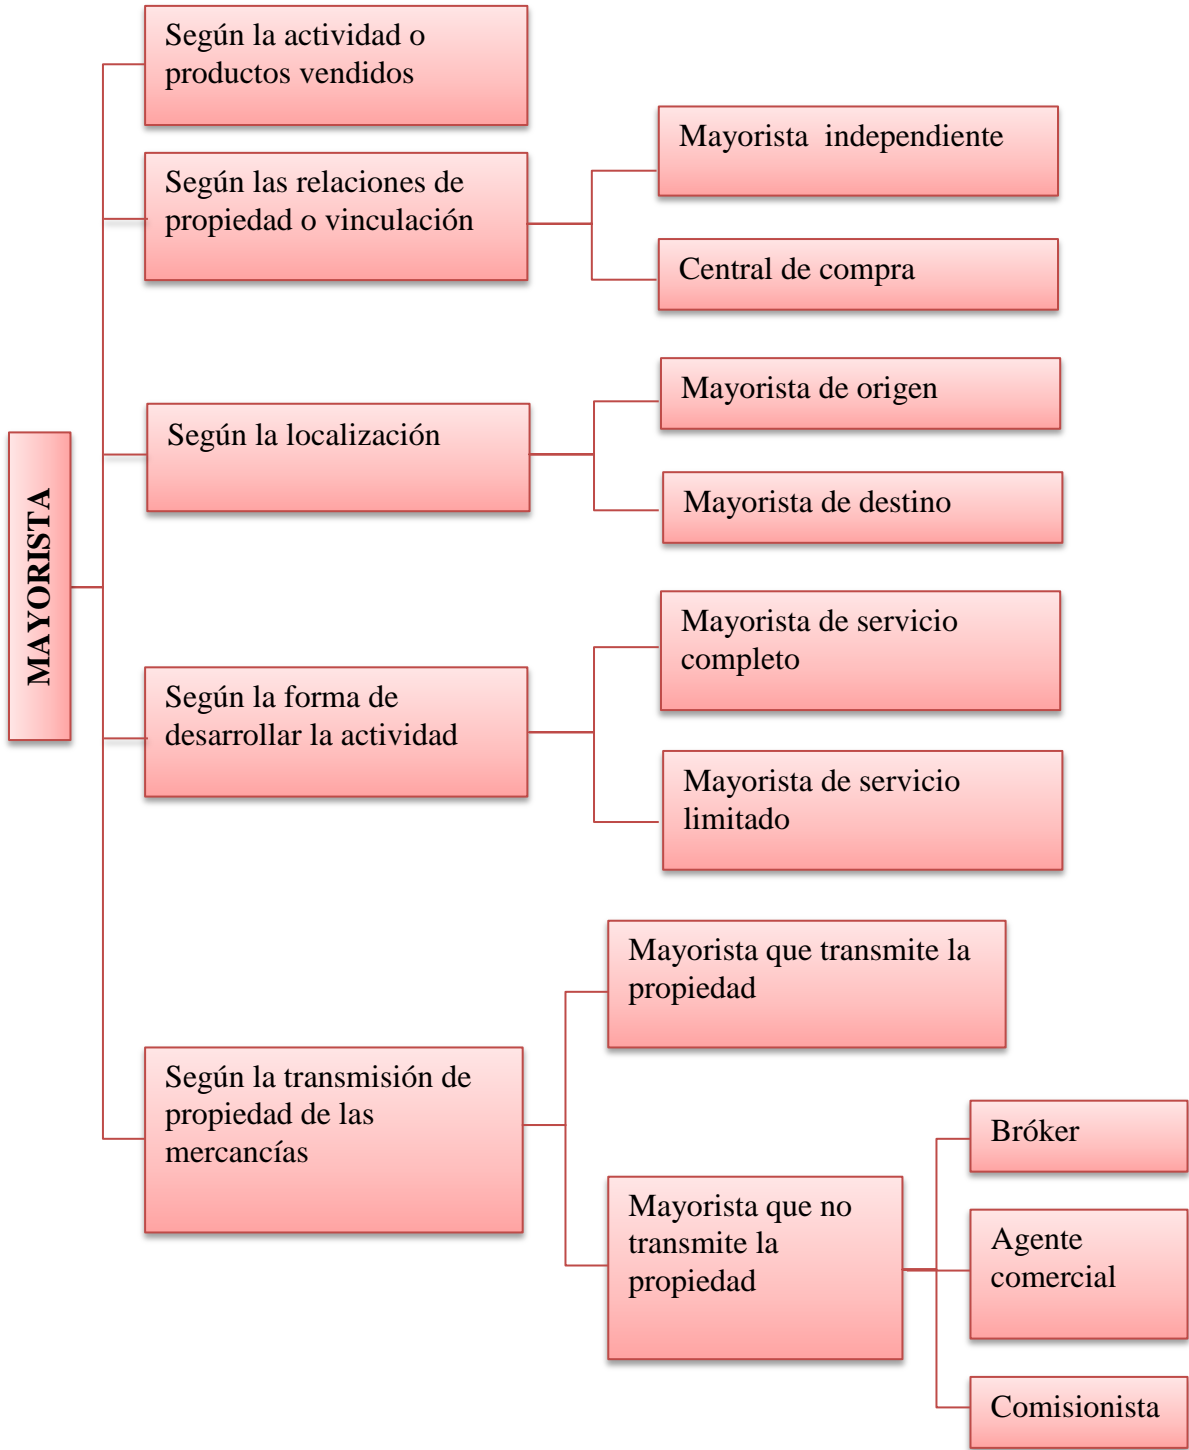 MAYORISTA
Según la actividad o
productos vendidos
Según las relaciones de
propiedad o vinculación
Mayorista  independiente
Central de compra
Según la localización
Mayorista de origen
Mayorista de destino
Según la forma de
desarrollar la actividad
Mayorista de servicio
completo
Mayorista de servicio
limitado
Según la transmisión de
propiedad de las
mercancías
Mayorista que transmite la
propiedad
Mayorista que no
transmite la
propiedad
Bróker
Agente
comercial
Comisionista